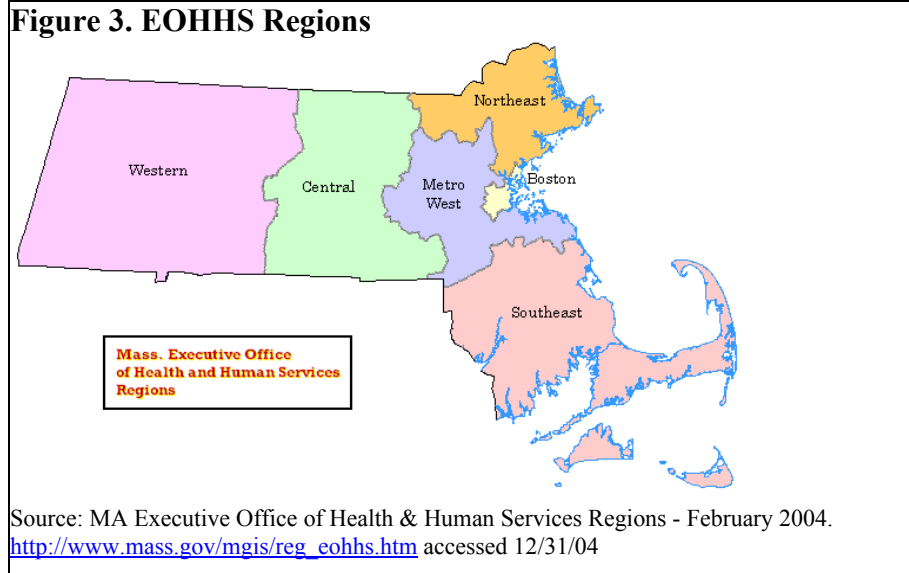 Figure 3. EOHHS Regions
Northeast
Western
Central
Metro
West
Boston
Southeast
Mass. Executive Office
of Health and Human Services
Regions
Source: MA Executive Office of Health & Human Services Regions - February 2004.
http://www.mass.gov/mgis/reg_eohhs.htm accessed 12/31/04